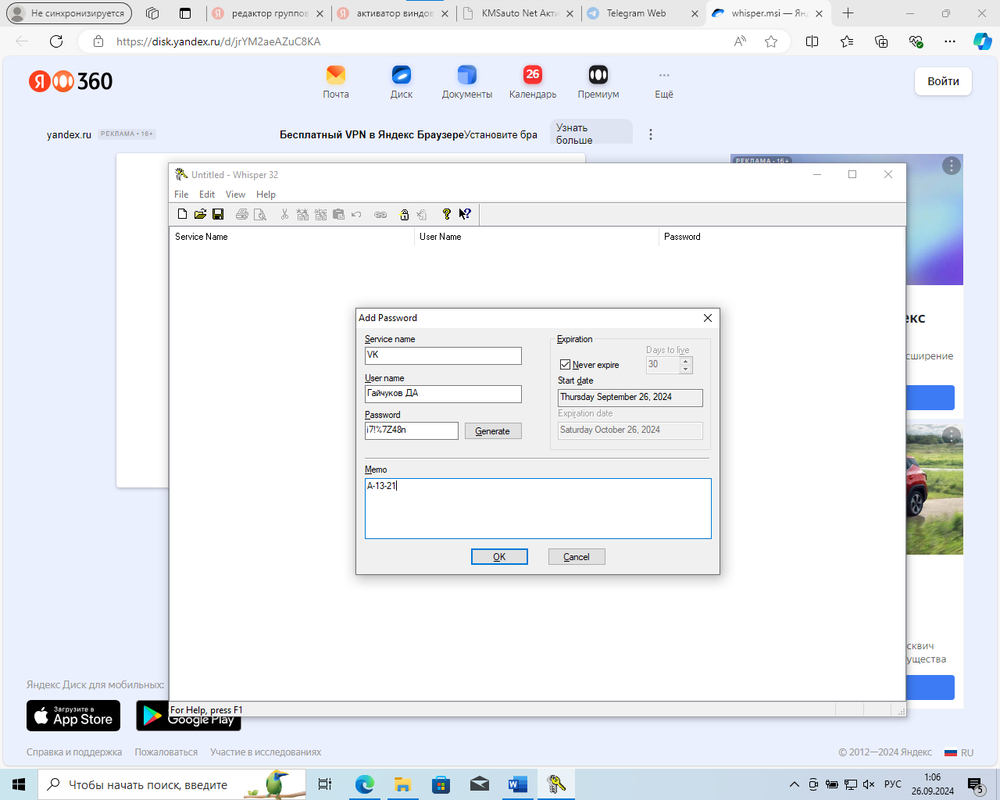 Не синхронизируется
редактор группов
активатор виндов
KMSauto Net Акти
Telegram Web
whisper.msi — Ян
https://disk.yandex.ru/d/jrYM2aeAZuC8KA
Я 360
Почта
Диск
Документы
26
Календарь
Премиум
Ещё
Войти
yandex.ru
РЕКЛАМА • 16+
Бесплатный VPN в Яндекс БраузереУстановите бра
Узнать больше
РЕКЛАМА • 16+
Untitled - Whisper 32
File Edit View Help
Service Name
User Name
Password
Add Password
Service name
VK
User name
Гайчуков ДА
Password
i7!%7Z48n
Generate
Expiration
Days to live
Never expire
30
Start date
Thursday September 26, 2024
Expiration date
Saturday October 26, 2024
Memo
А-13-21
OK
Cancel
екс
сширение
сквич
ущества
For Help, press F1
Яндекс Диск для мобильных:
Загрузите в
App Store
Google Play
Справка и поддержка
Пожаловаться
Участие в исследованиях
© 2012—2024 Яндекс
RU
Чтобы начать поиск, введите
РУС
1:06
26.09.2024
5